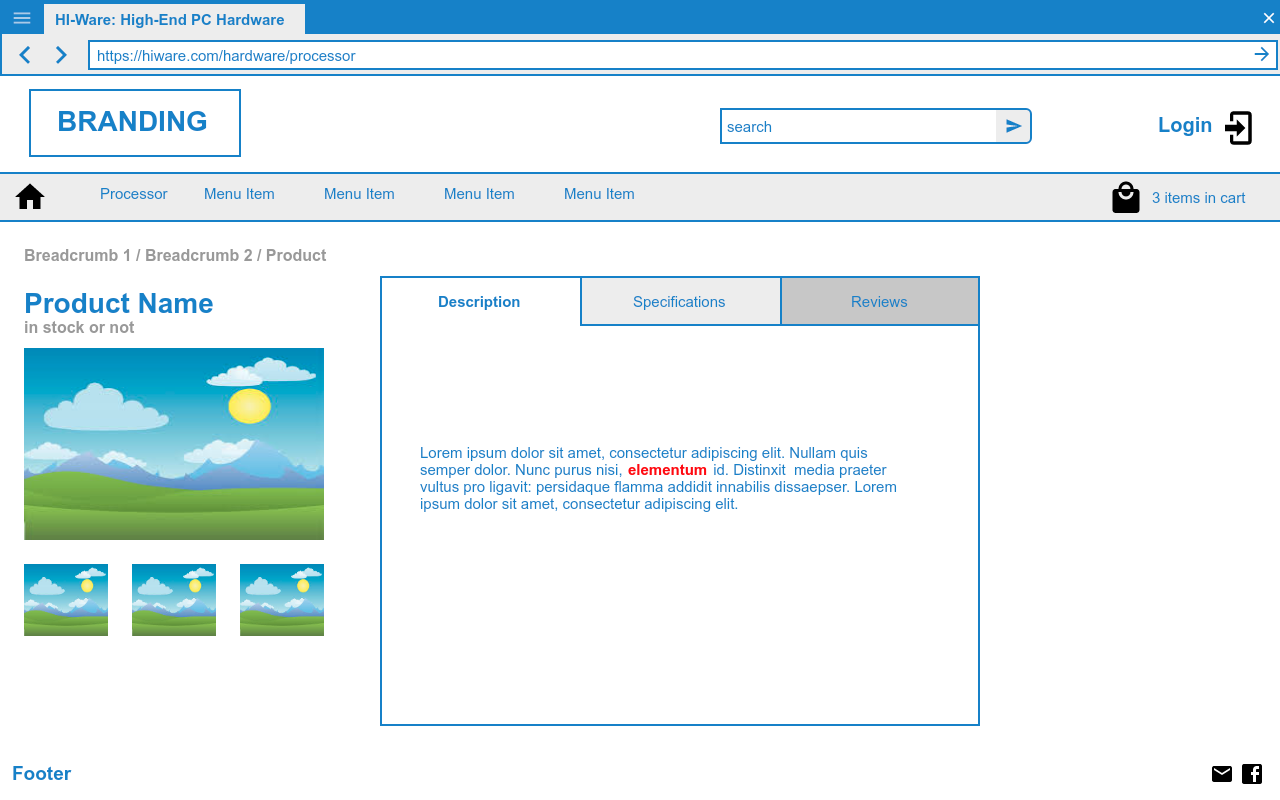 HI-Ware: High-End PC Hardware
https://hiware.com/hardware/processor
BRANDING
search
Login
Processor
Menu Item
Menu Item
Menu Item
Menu Item
3 items in cart
Breadcrumb 1 / Breadcrumb 2 / Product
Product Name
in stock or not
Description
Specifications
Reviews
Lorem ipsum dolor sit amet, consectetur adipiscing elit. Nullam quis
semper dolor. Nunc purus nisi, elementum id. Distinxit media praeter
vultus pro ligavit: persidaque flamma addidit innabilis dissaepser. Lorem
ipsum dolor sit amet, consectetur adipiscing elit.
Footer